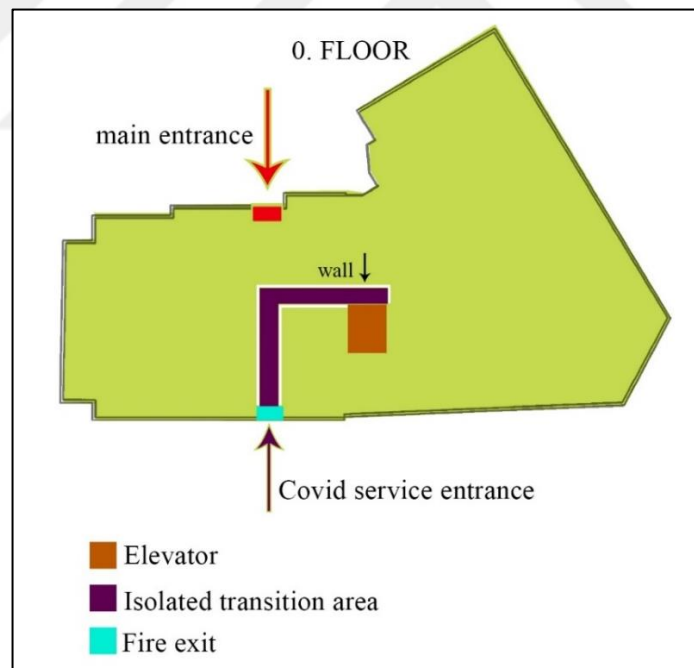 0. FLOOR
main entrance
wall
Covid service entrance
Elevator
Isolated transition area
Fire exit